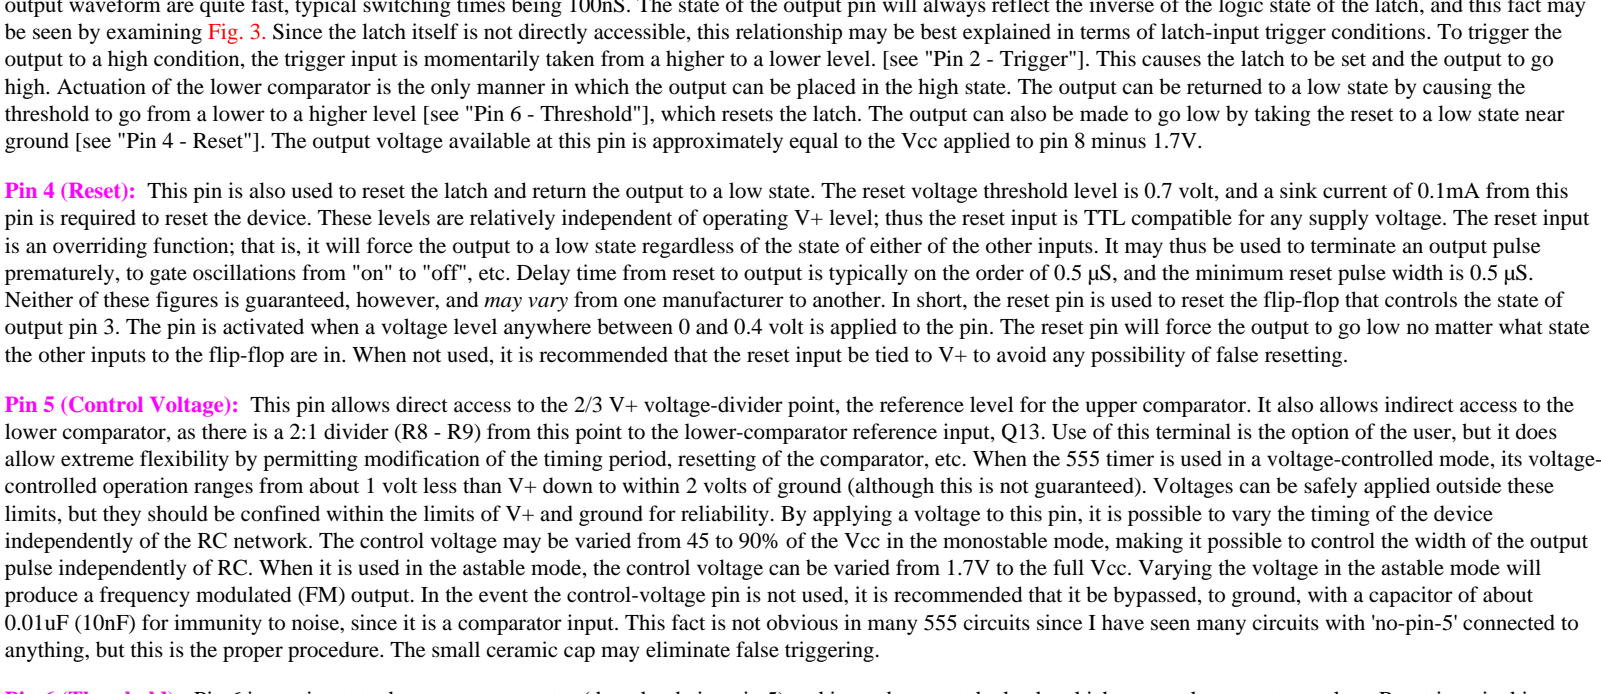 output waveform are quite fast, typical switching times being 100nS. The state of the output pin will always reflect the inverse of the logic state of the latch, and this fact may
be seen by examining Fig. 3. Since the latch itself is not directly accessible, this relationship may be best explained in terms of latch-input trigger conditions. To trigger the
output to a high condition, the trigger input is momentarily taken from a higher to a lower level. [see "Pin 2 - Trigger"]. This causes the latch to be set and the output to go
high. Actuation of the lower comparator is the only manner in which the output can be placed in the high state. The output can be returned to a low state by causing the
threshold to go from a lower to a higher level [see "Pin 6 - Threshold"], which resets the latch. The output can also be made to go low by taking the reset to a low state near
ground [see "Pin 4 - Reset"]. The output voltage available at this pin is approximately equal to the Vcc applied to pin 8 minus 1.7V.
Pin 4 (Reset): This pin is also used to reset the latch and return the output to a low state. The reset voltage threshold level is 0.7 volt, and a sink current of 0.1mA from this
pin is required to reset the device. These levels are relatively independent of operating V+ level; thus the reset input is TTL compatible for any supply voltage. The reset input
is an overriding function; that is, it will force the output to a low state regardless of the state of either of the other inputs. It may thus be used to terminate an output pulse
prematurely, to gate oscillations from "on" to "off", etc. Delay time from reset to output is typically on the order of 0.5 µS, and the minimum reset pulse width is 0.5 µS.
Neither of these figures is guaranteed, however, and may vary from one manufacturer to another. In short, the reset pin is used to reset the flip-flop that controls the state of
output pin 3. The pin is activated when a voltage level anywhere between 0 and 0.4 volt is applied to the pin. The reset pin will force the output to go low no matter what state
the other inputs to the flip-flop are in. When not used, it is recommended that the reset input be tied to V+ to avoid any possibility of false resetting.
Pin 5 (Control Voltage): This pin allows direct access to the 2/3 V+ voltage-divider point, the reference level for the upper comparator. It also allows indirect access to the
lower comparator, as there is a 2:1 divider (R8 - R9) from this point to the lower-comparator reference input, Q13. Use of this terminal is the option of the user, but it does
allow extreme flexibility by permitting modification of the timing period, resetting of the comparator, etc. When the 555 timer is used in a voltage-controlled mode, its voltage-
controlled operation ranges from about 1 volt less than V+ down to within 2 volts of ground (although this is not guaranteed). Voltages can be safely applied outside these
limits, but they should be confined within the limits of V+ and ground for reliability. By applying a voltage to this pin, it is possible to vary the timing of the device
independently of the RC network. The control voltage may be varied from 45 to 90% of the Vcc in the monostable mode, making it possible to control the width of the output
pulse independently of RC. When it is used in the astable mode, the control voltage can be varied from 1.7V to the full Vcc. Varying the voltage in the astable mode will
produce a frequency modulated (FM) output. In the event the control-voltage pin is not used, it is recommended that it be bypassed, to ground, with a capacitor of about
0.01uF (10nF) for immunity to noise, since it is a comparator input. This fact is not obvious in many 555 circuits since I have seen many circuits with 'no-pin-5' connected to
anything, but this is the proper procedure. The small ceramic cap may eliminate false triggering.